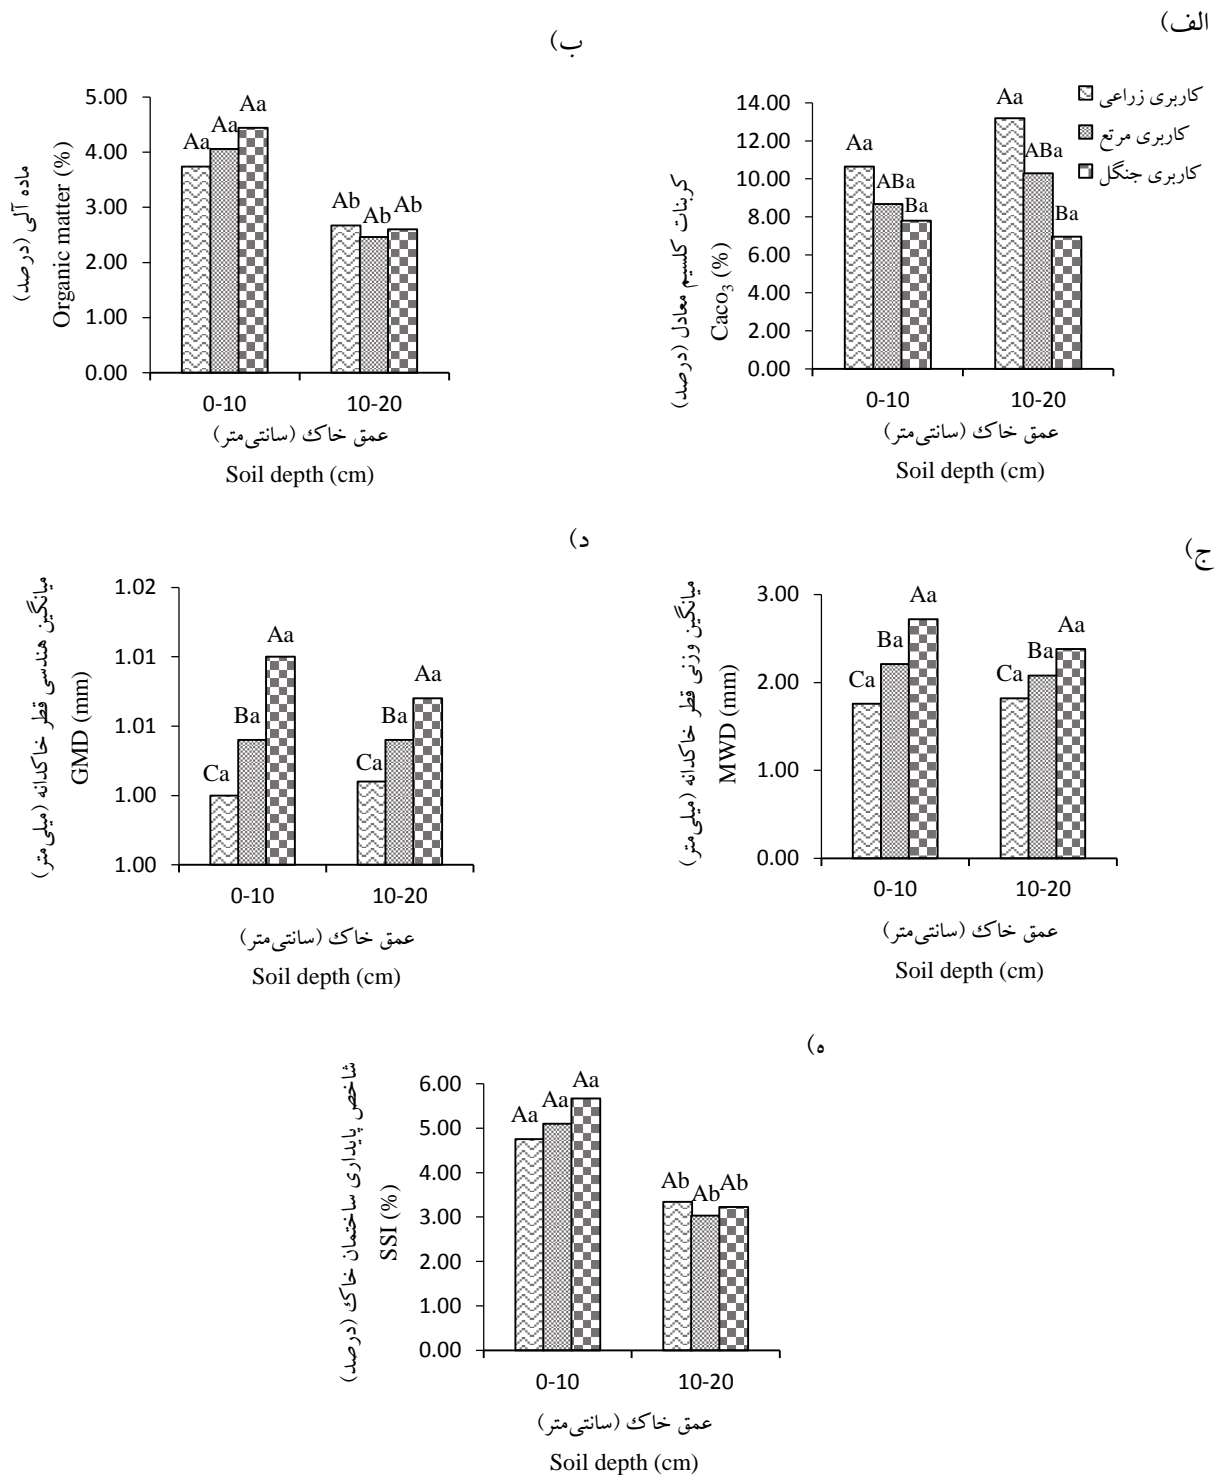 الف)
14.00
12.00
10.00
8.00
6.00
4.00
2.00
0.00
کربنات کلسیم معادل (درصد)
Caco3 (%)
Aa
ABa
Ba
Aa
ABa
Ba
0-10
10-20
عمق خاک (سانتی‌متر)
Soil depth (cm)
کاربری زراعی
کاربری مرتع
کاربری جنگل
ب)
5.00
4.00
3.00
2.00
1.00
0.00
ماده آلی (درصد)
Organic matter (%)
Aa
Aa
Aa
Ab
Ab
Ab
0-10
10-20
عمق خاک (سانتی‌متر)
Soil depth (cm)
ج)
3.00
2.00
1.00
0.00
میانگین وزنی قطر خاکدانه (میلی‌متر)
MWD (mm)
Ca
Ba
Aa
Ca
Ba
Aa
0-10
10-20
عمق خاک (سانتی‌متر)
Soil depth (cm)
د)
1.02
1.01
1.01
1.00
1.00
میانگین هندسی قطر خاکدانه (میلی‌متر)
GMD (mm)
Ca
Ba
Aa
Ca
Ba
Aa
0-10
10-20
عمق خاک (سانتی‌متر)
Soil depth (cm)
ه)
6.00
5.00
4.00
3.00
2.00
1.00
0.00
شاخص پایداری ساختمان خاک (درصد)
SSI (%)
Aa
Aa
Aa
Ab
Ab
Ab
0-10
10-20
عمق خاک (سانتی‌متر)
Soil depth (cm)